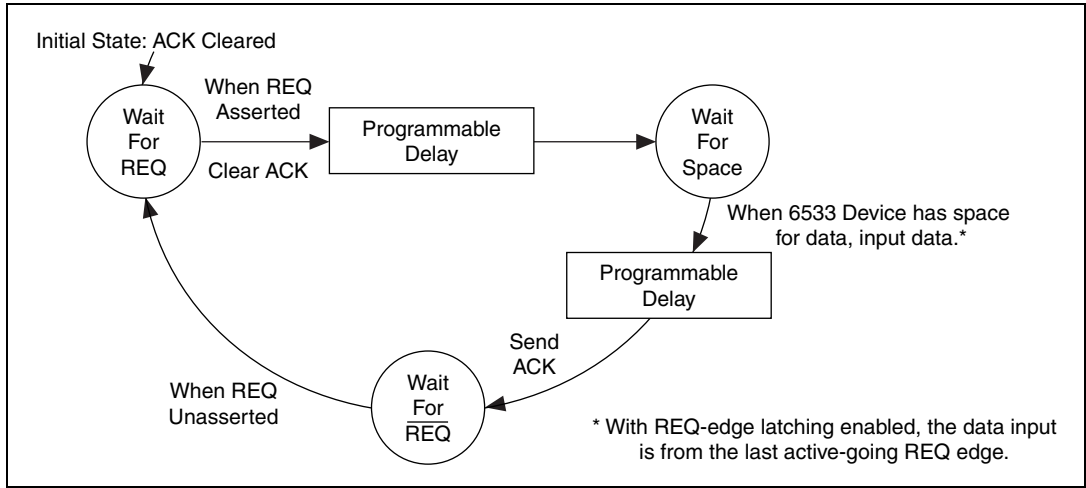 Initial State: ACK Cleared
Wait
For
REQ
When REQ
Asserted
Clear ACK
Programmable
Delay
Wait
For
Space
When 6533 Device has space
for data, input data.*
Programmable
Delay
Send
ACK
Wait
For
R̅E̅Q̅
When REQ
Unasserted
* With REQ-edge latching enabled, the data input
is from the last active-going REQ edge.